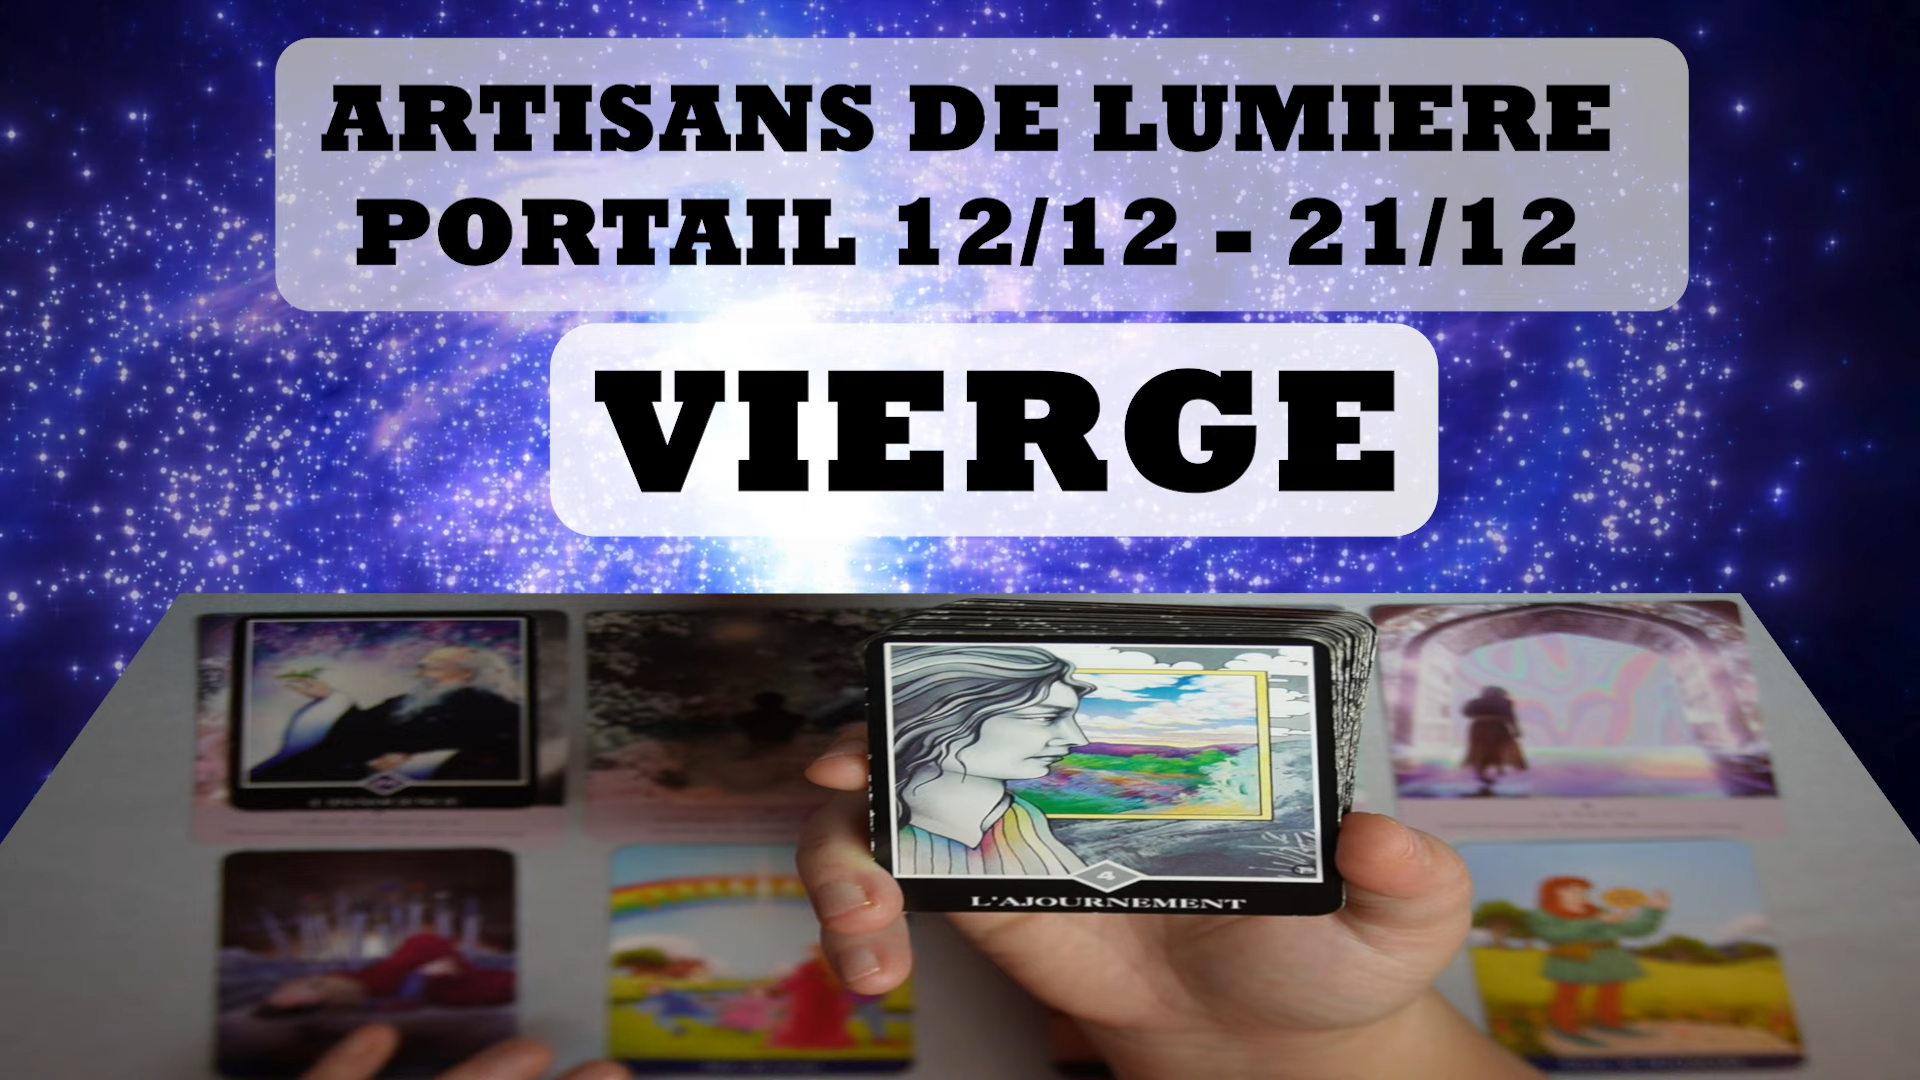 ARTISANS DE LUMIERE
PORTAIL 12/12 - 21/12
VIERGE
4
L'AJOURNEMENT